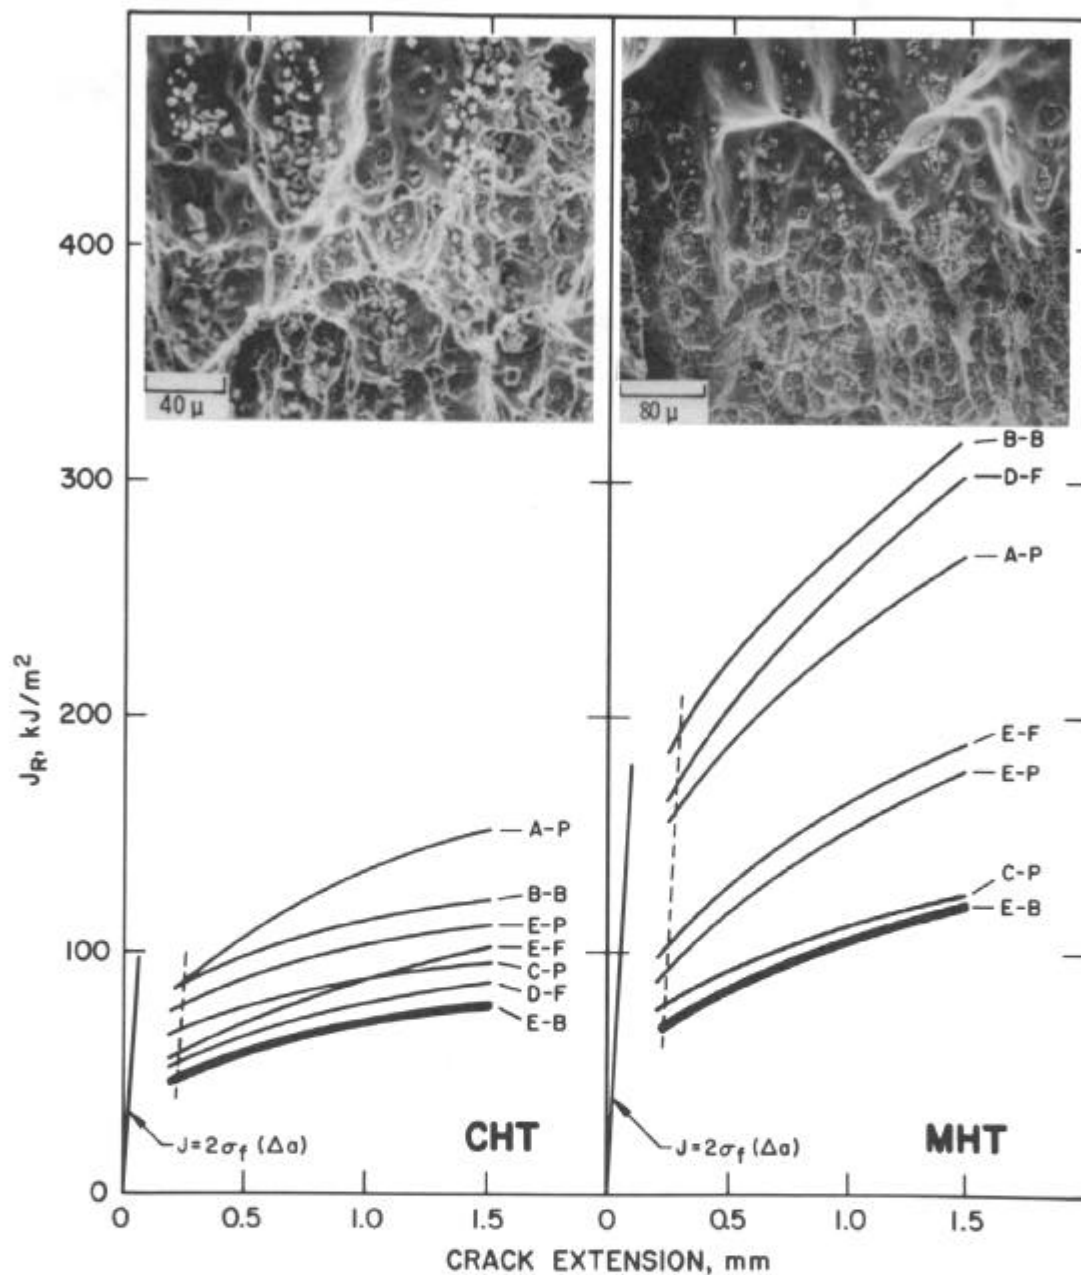 40 μ
80 μ
400
300
200
100
0
J_R, kJ/m²
B-B
D-F
A-P
E-F
E-P
C-P
E-B
A-P
B-B
E-P
E-F
C-P
D-F
E-B
J=2σ_f (Δa)
CHT
J=2σ_f (Δa)
MHT
0 0.5 1.0 1.5 0 0.5 1.0 1.5
CRACK EXTENSION, mm